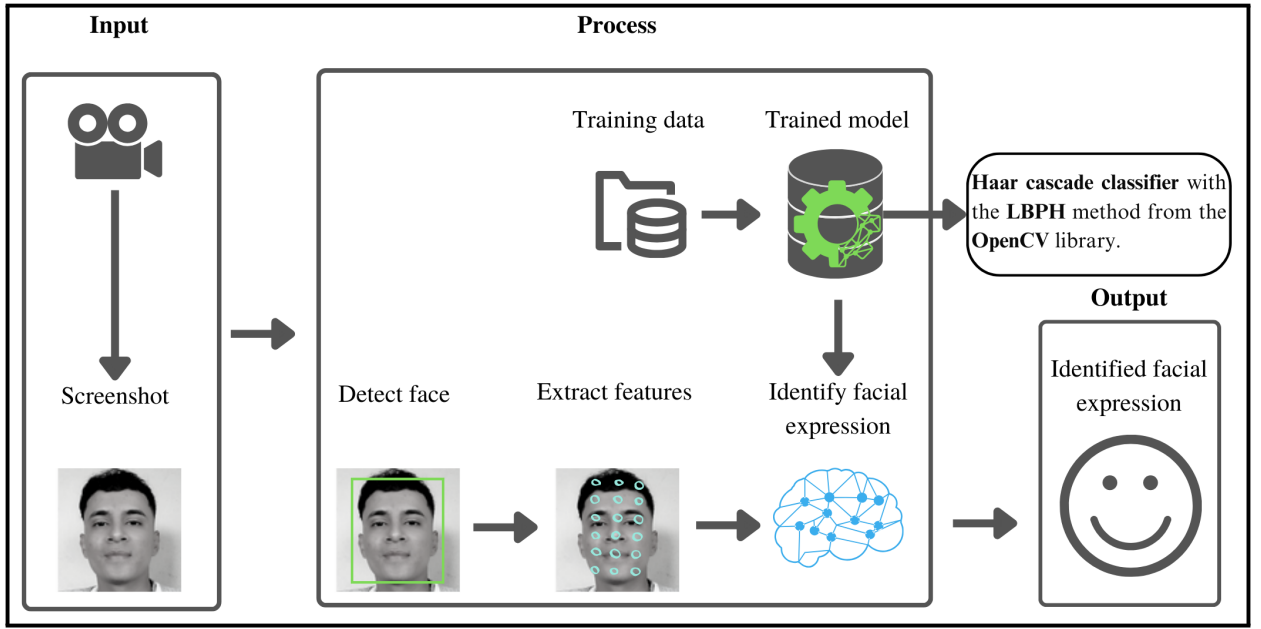 Input
Process
Training data
Trained model
Haar cascade classifier with
the LBPH method from the
OpenCV library.
Output
Screenshot
Detect face
Extract features
Identify facial
expression
Identified facial
expression